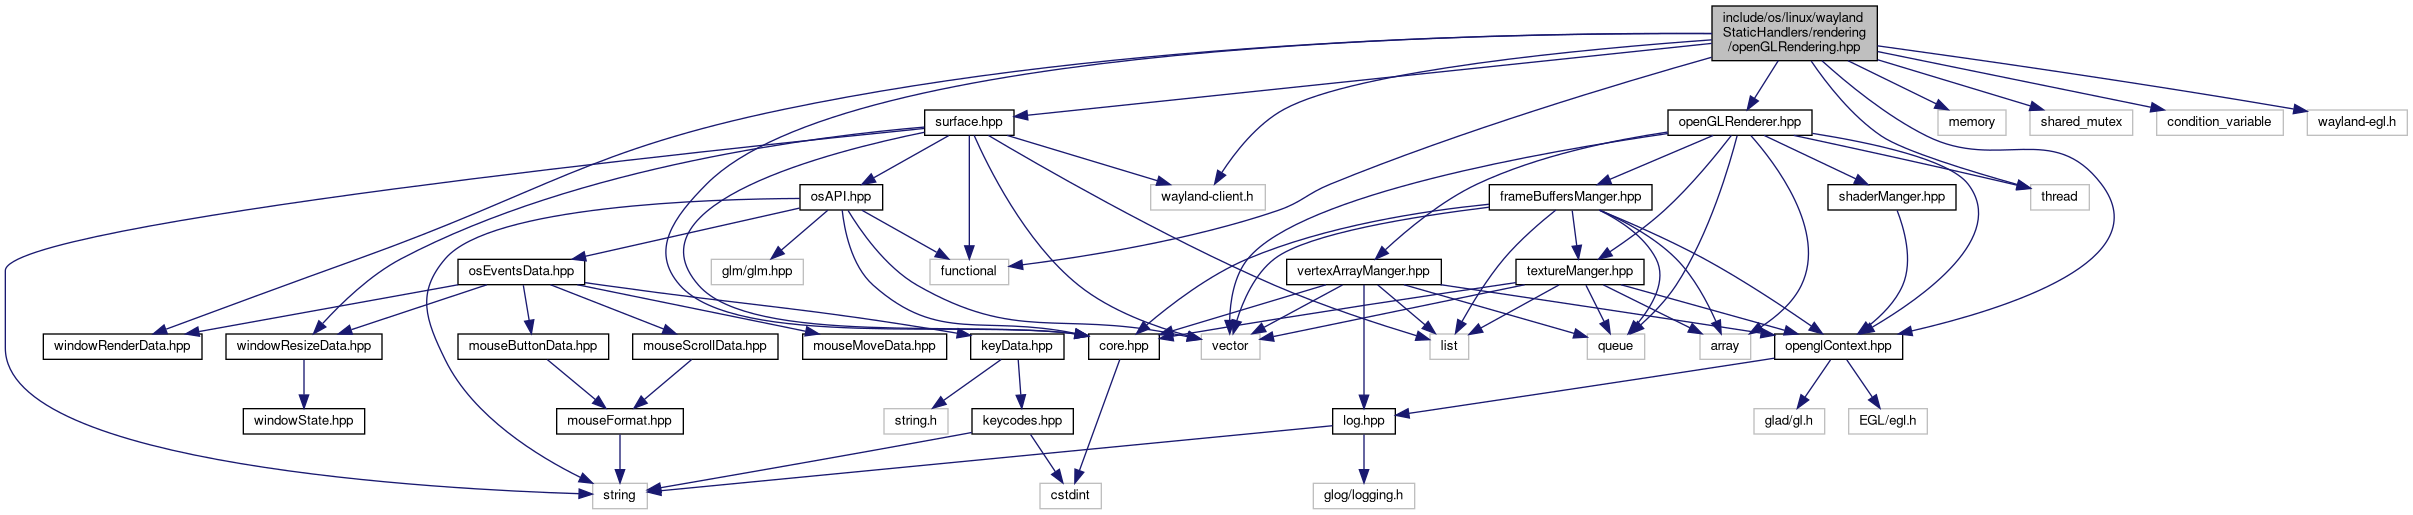 include/os/linux/wayland
StaticHandlers/rendering
/openGLRendering.hpp
surface.hpp
openGLRenderer.hpp
memory
shared_mutex
condition_variable
wayland-egl.h
osAPI.hpp
wayland-client.h
frameBuffersManger.hpp
shaderManger.hpp
thread
osEventsData.hpp
glm/glm.hpp
functional
vertexArrayManger.hpp
textureManger.hpp
windowRenderData.hpp
windowResizeData.hpp
mouseButtonData.hpp
mouseScrollData.hpp
mouseMoveData.hpp
keyData.hpp
core.hpp
vector
list
queue
array
openglContext.hpp
windowState.hpp
mouseFormat.hpp
string.h
keycodes.hpp
log.hpp
glad/gl.h
EGL/egl.h
string
cstdint
glog/logging.h